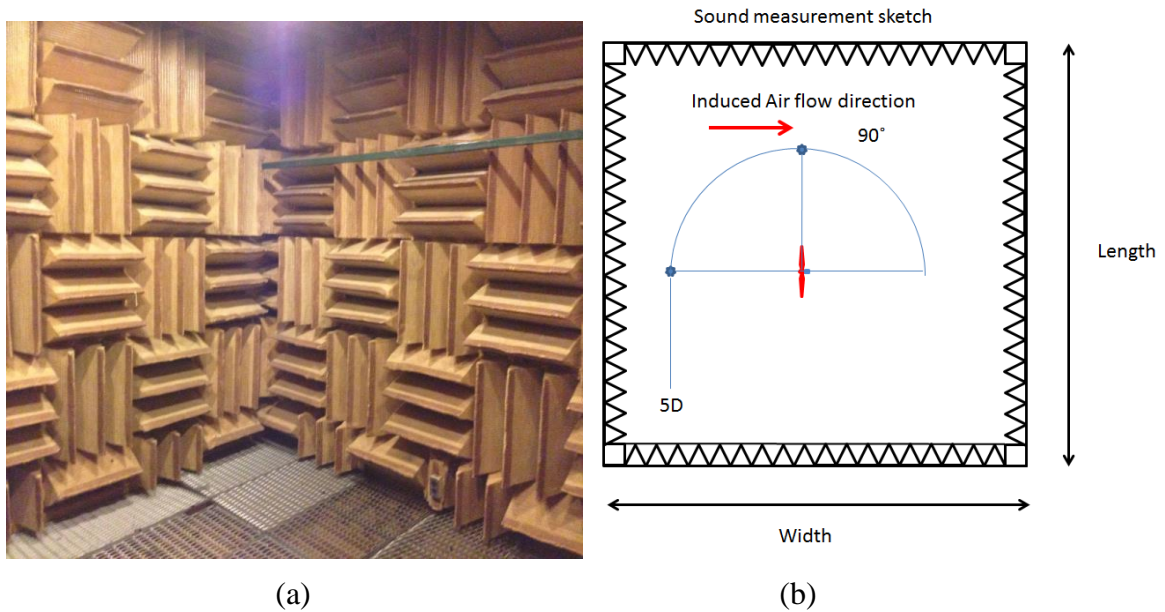 Sound measurement sketch
Induced Air flow direction
90°
5D
Length
Width
(a)
(b)